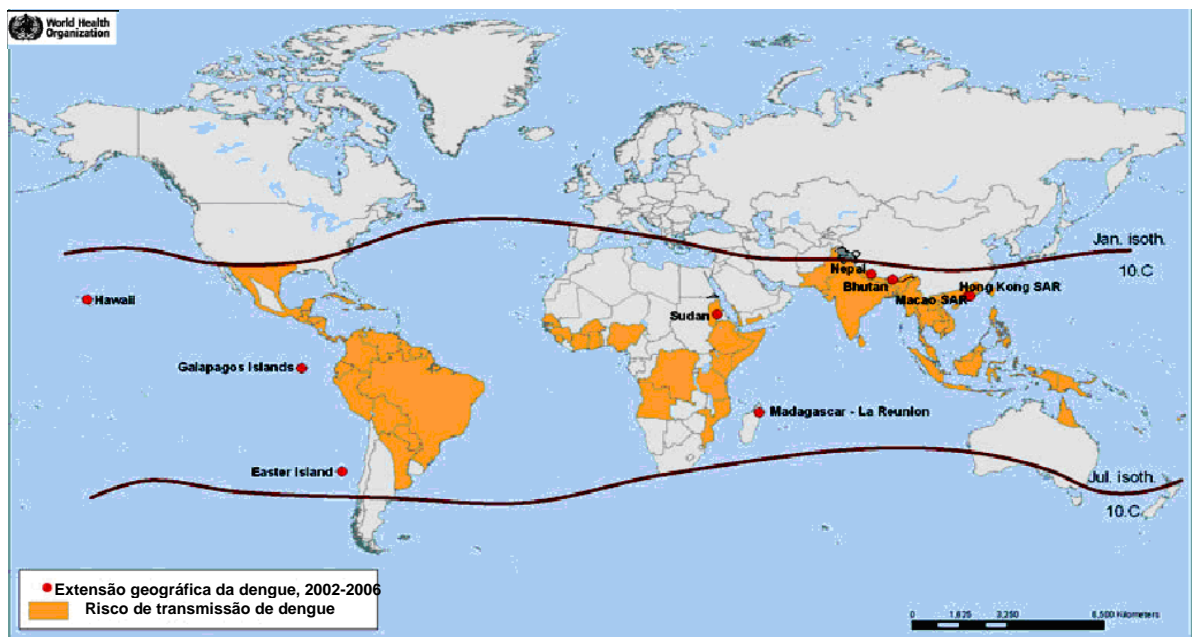 World Health
Organization
Jan. isoth.
10.C
Nepal
Bhutan
Hong Kong SAR
Macao SAR
Hawaii
Sudan
Galapagos Islands
Madagascar - La Reunion
Easter Island
Jul. isoth.
10.C.
Extensão geográfica da dengue, 2002-2006
Risco de transmissão de dengue
0 1,625 3,250 6,500 Kilometers